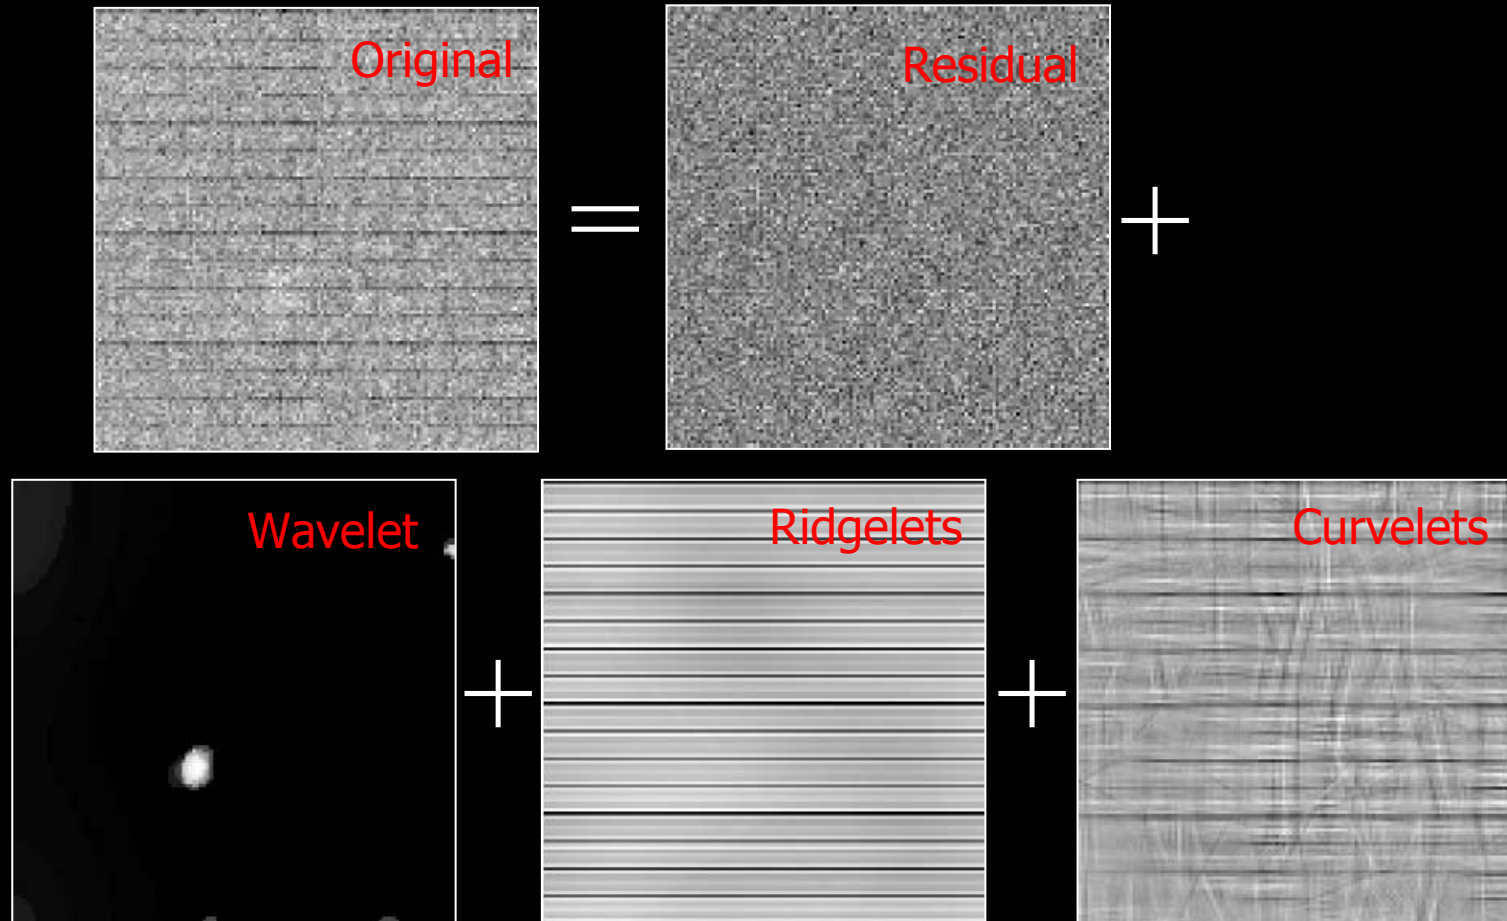 Original
Residual
=
+
Wavelet
Ridgelets
Curvelets
+
+